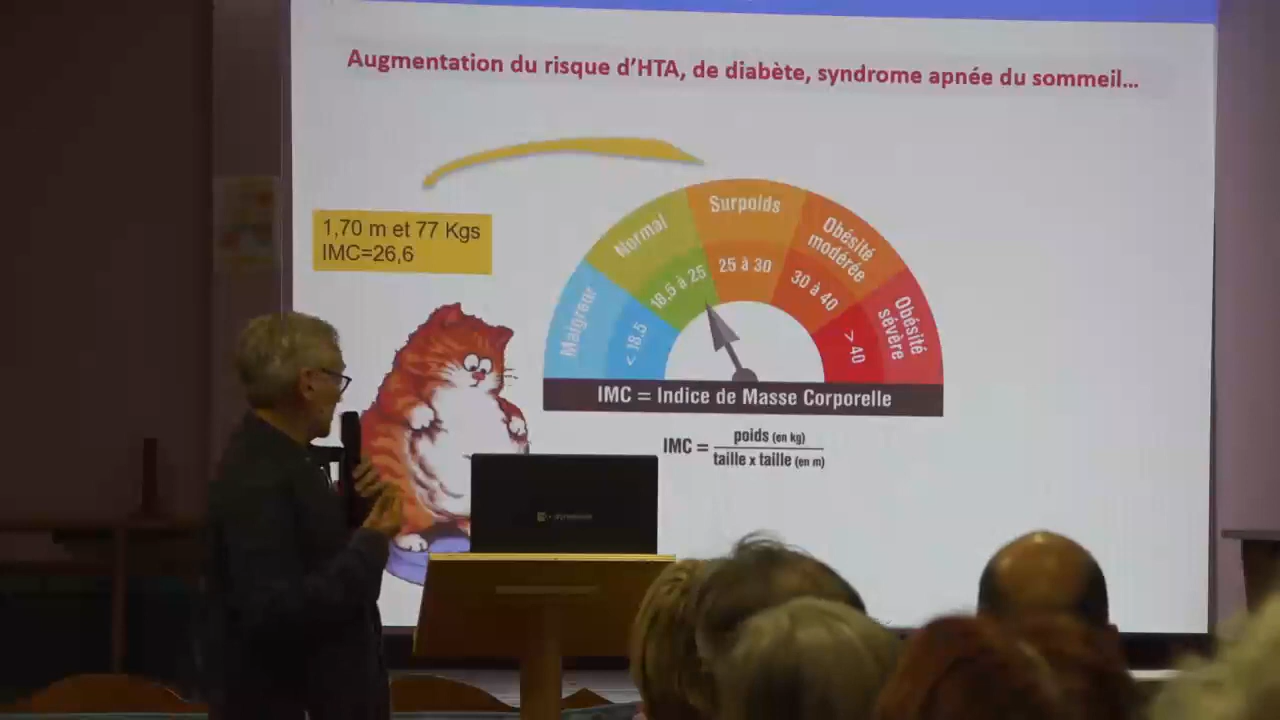 Augmentation du risque d'HTA, de diabète, syndrome apnée du sommeil...
1,70 m et 77 Kgs
IMC=26,6
Maigreur
< 18.5
Normal
18,5 à 25
Surpoids
25 à 30
Obésité
modérée
30 à 40
Obésité
sévère
> 40
IMC = Indice de Masse Corporelle
IMC = poids (en kg)
taille x taille (en m)